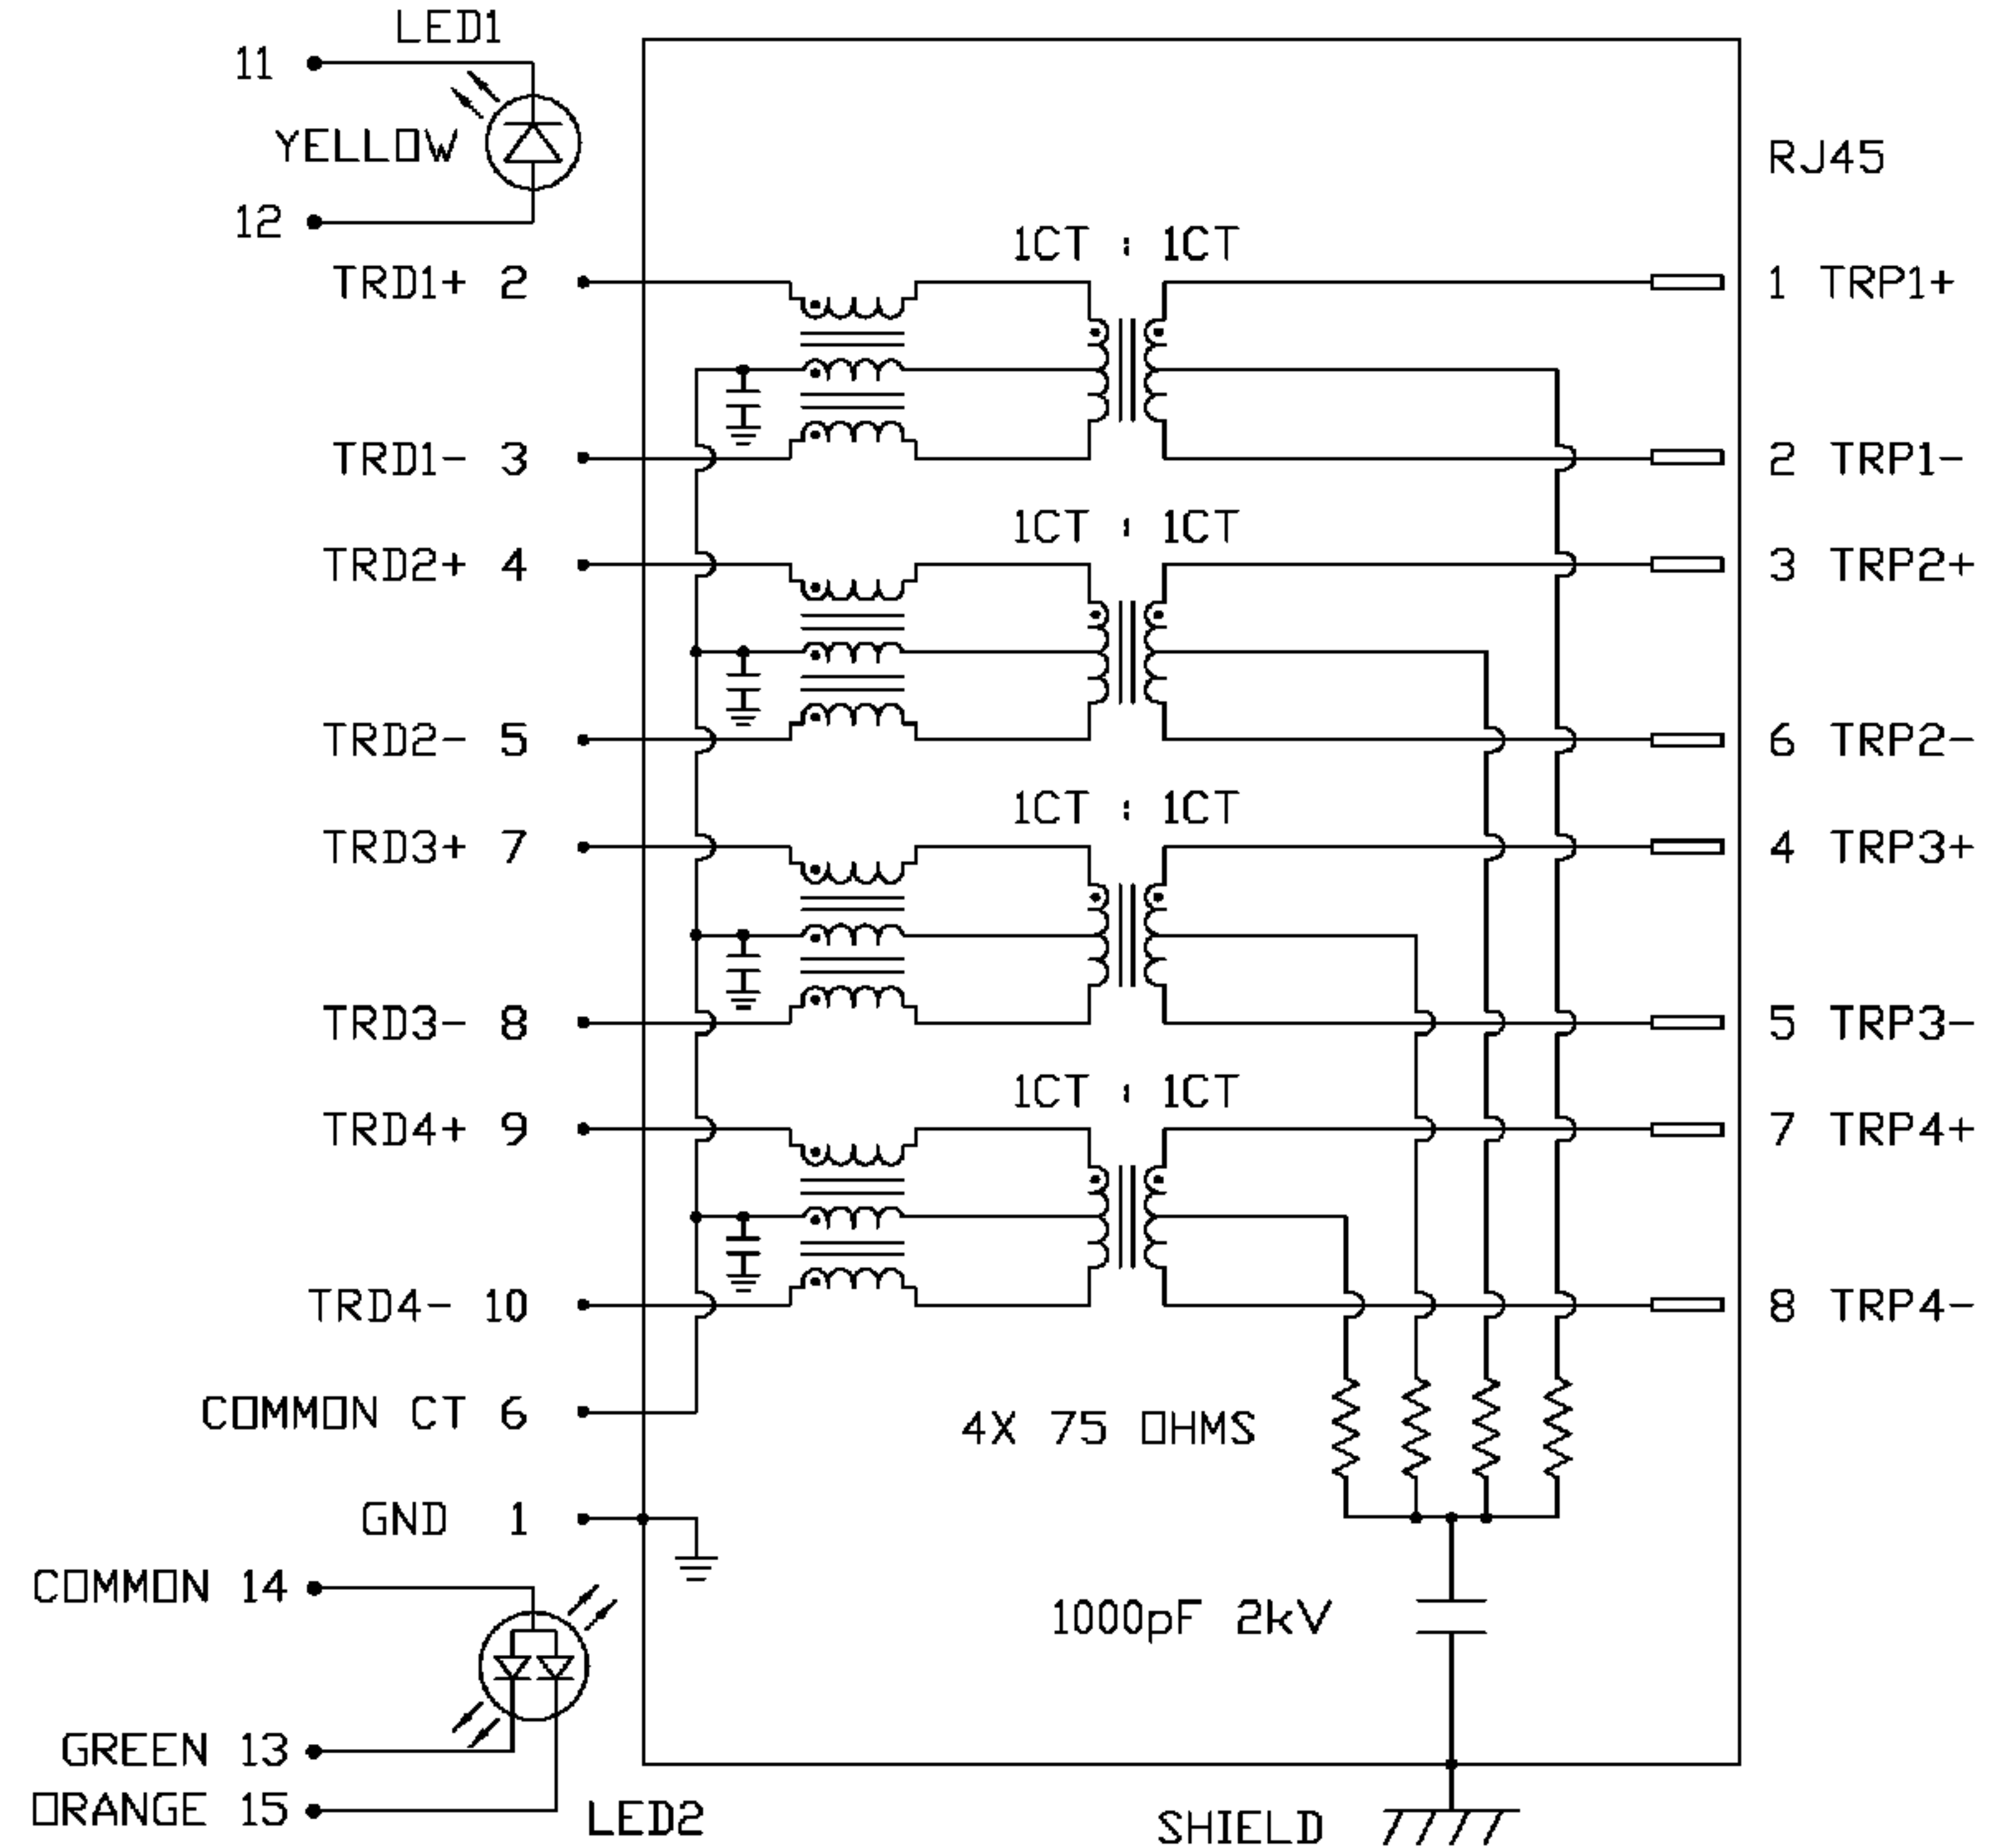 LED1
11
YELLOW
RJ45
12
1CT : 1CT
TRD1+ 2
1 TRP1+
TRD1- 3
2 TRP1-
1CT : 1CT
TRD2+ 4
3 TRP2+
TRD2- 5
6 TRP2-
1CT : 1CT
TRD3+ 7
4 TRP3+
TRD3- 8
5 TRP3-
1CT : 1CT
TRD4+ 9
7 TRP4+
TRD4- 10
8 TRP4-
COMMON CT 6
4X 75 OHMS
GND 1
COMMON 14
1000pF 2kV
GREEN 13
ORANGE 15
LED2
SHIELD